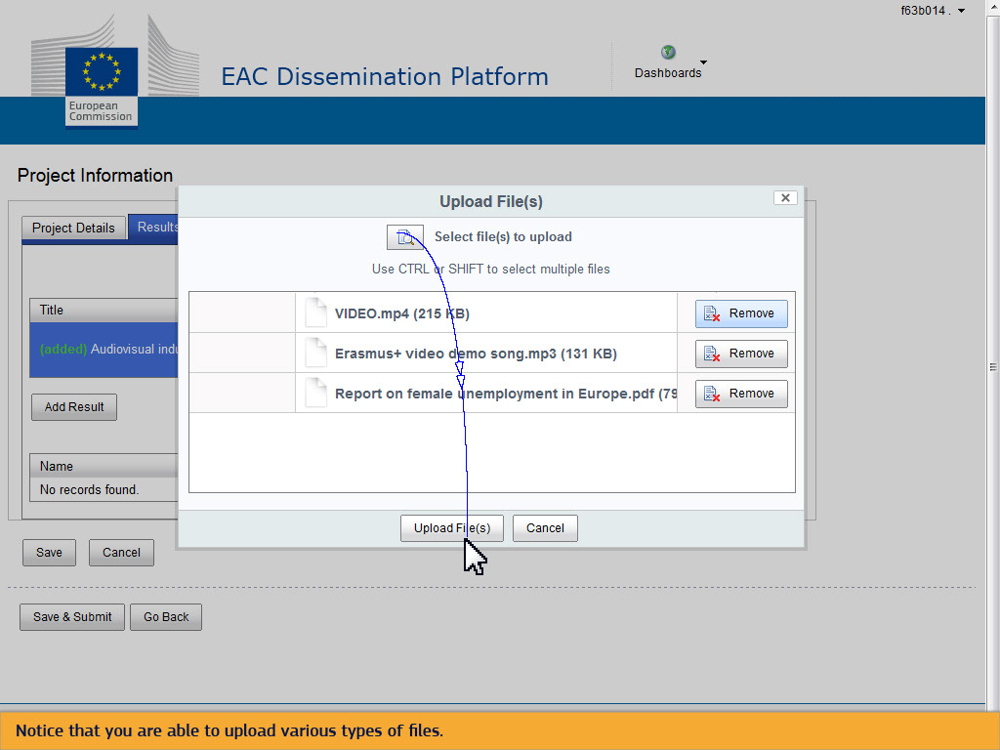 f63b014 .
EAC Dissemination Platform
Dashboards
European
Commission
Project Information
Upload File(s)
Project Details
Results
Select file(s) to upload
Use CTRL or SHIFT to select multiple files
Title
VIDEO.mp4 (215 KB)
Remove
(added) Audiovisual indu
Erasmus+ video demo song.mp3 (131 KB)
Remove
Report on female unemployment in Europe.pdf (79
Remove
Add Result
Name
No records found.
Upload File(s)
Cancel
Save
Cancel
Save & Submit
Go Back
Notice that you are able to upload various types of files.